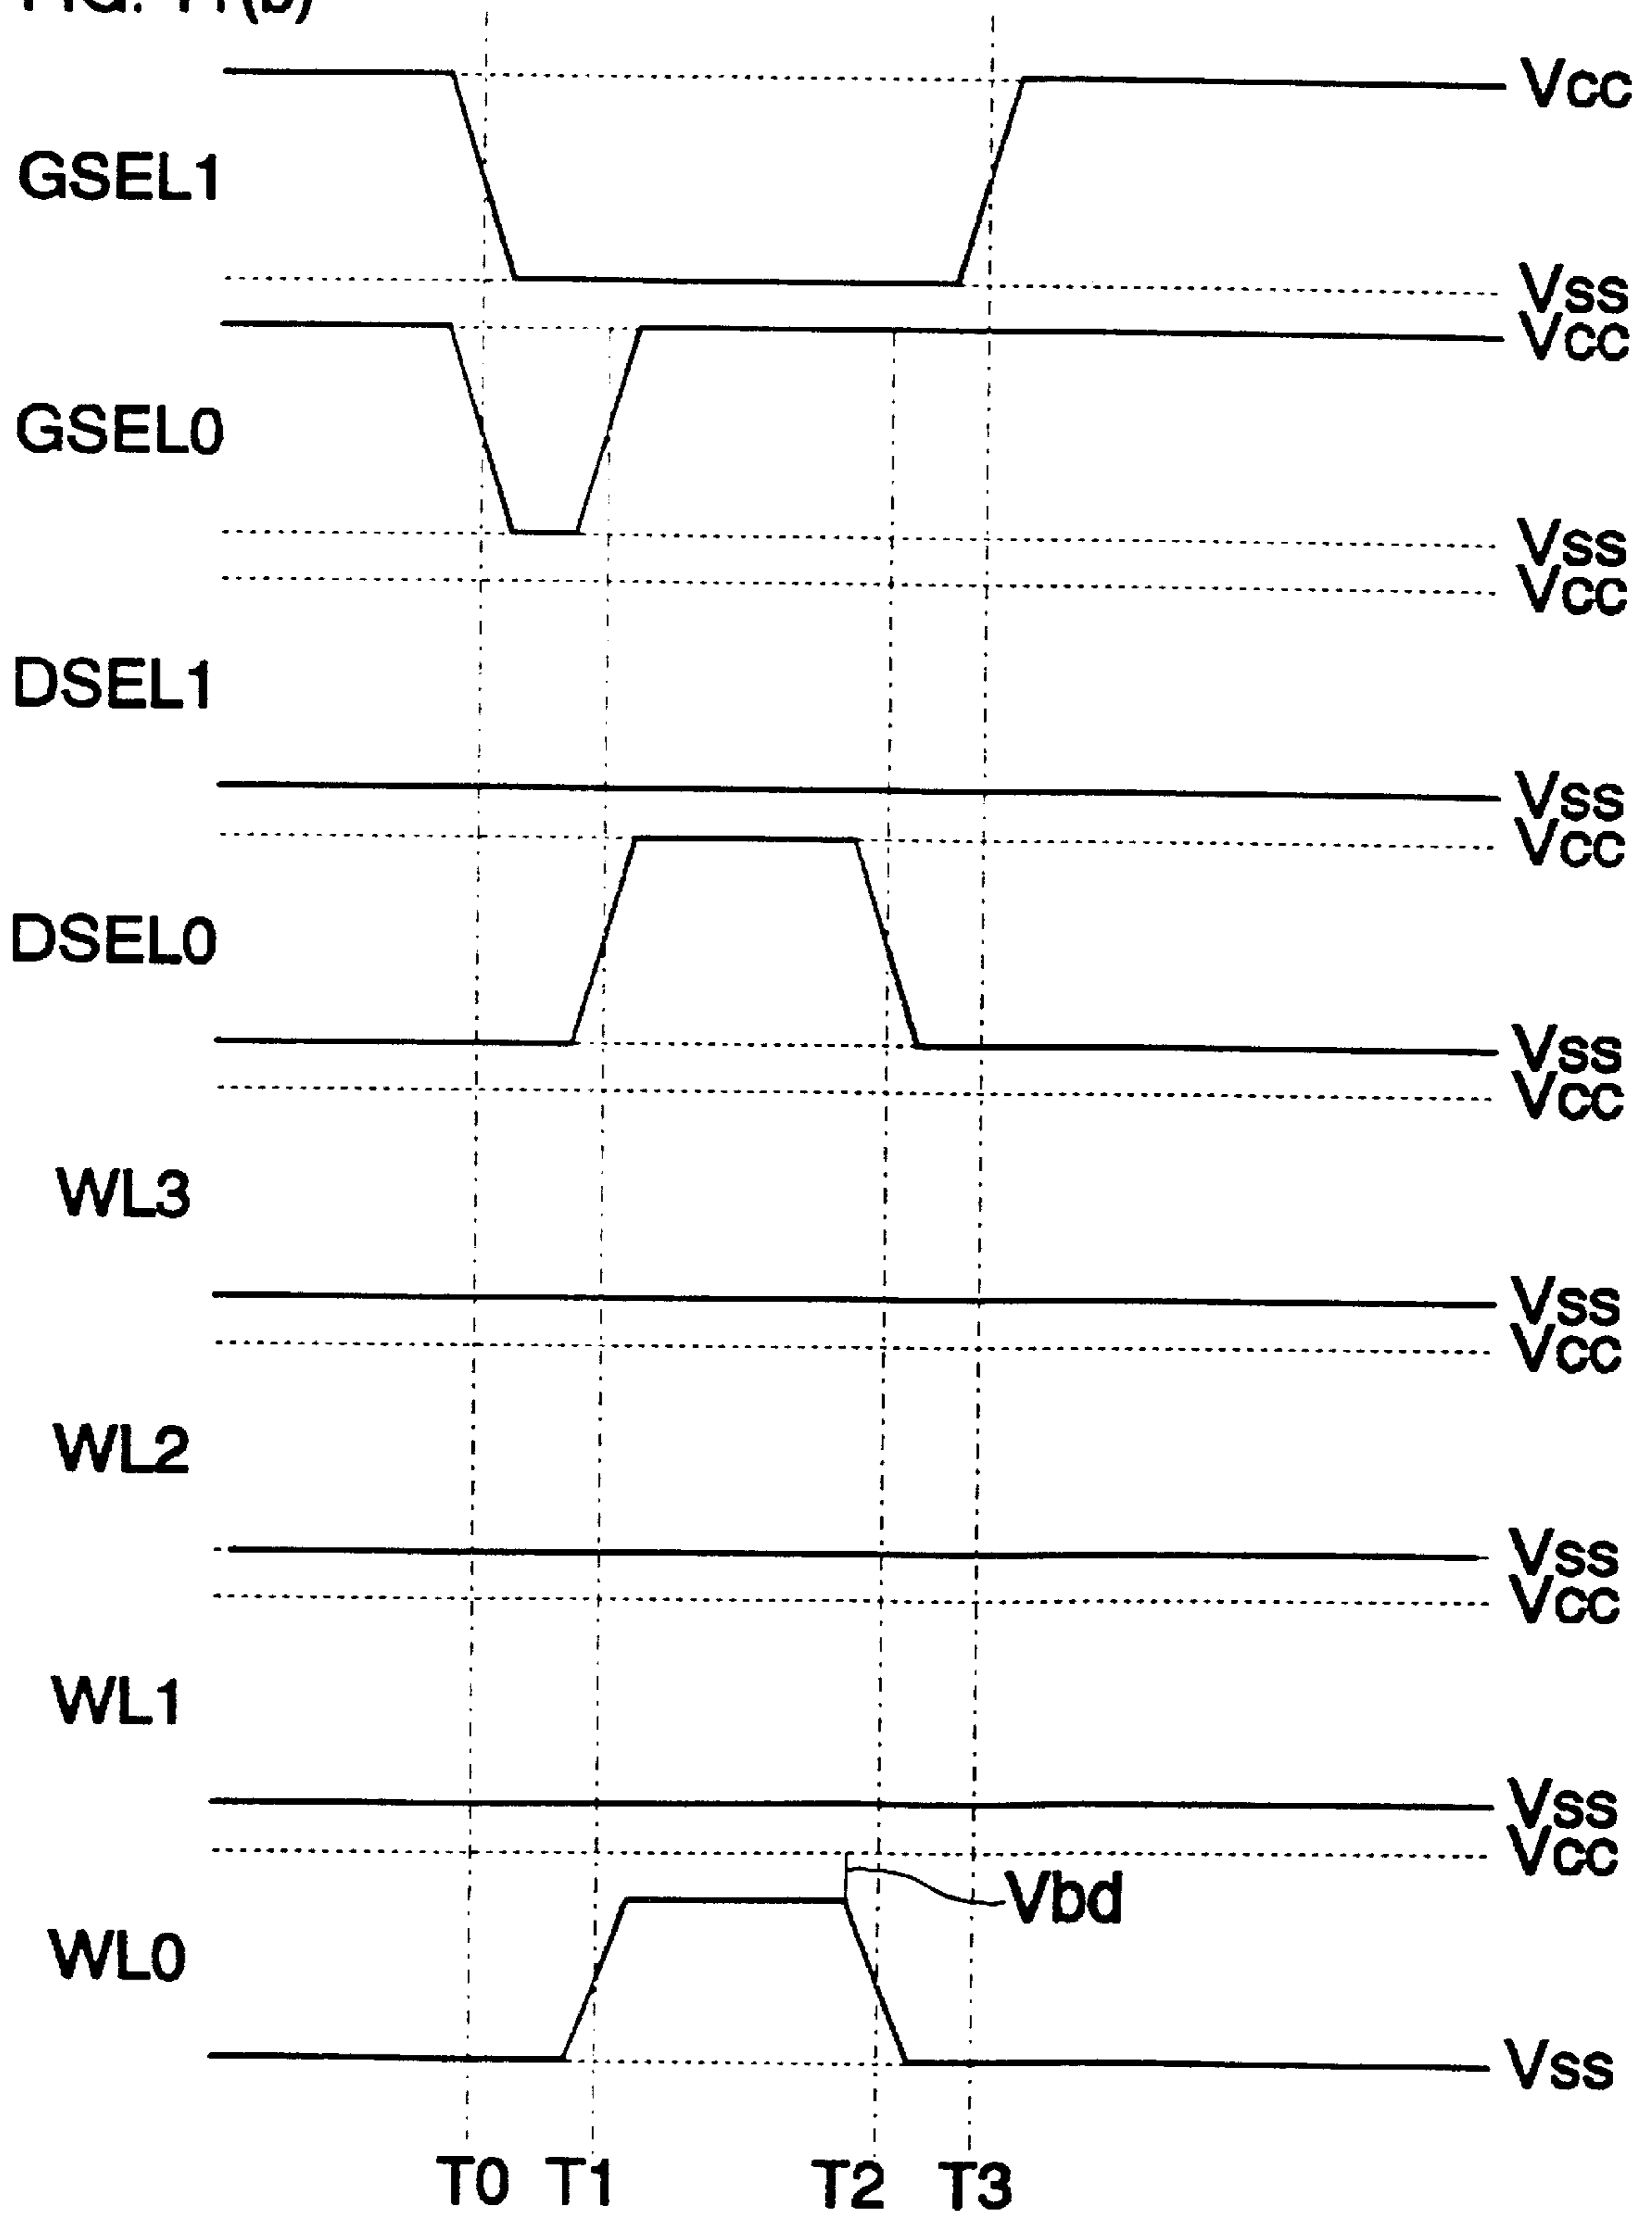 GSEL1
Vcc
Vss
GSEL0
Vcc
Vss
DSEL1
Vcc
Vss
DSEL0
Vcc
Vss
WL3
Vcc
Vss
WL2
Vcc
Vss
WL1
Vcc
Vss
WL0
Vcc
Vbd
Vss
T0 T1 T2 T3